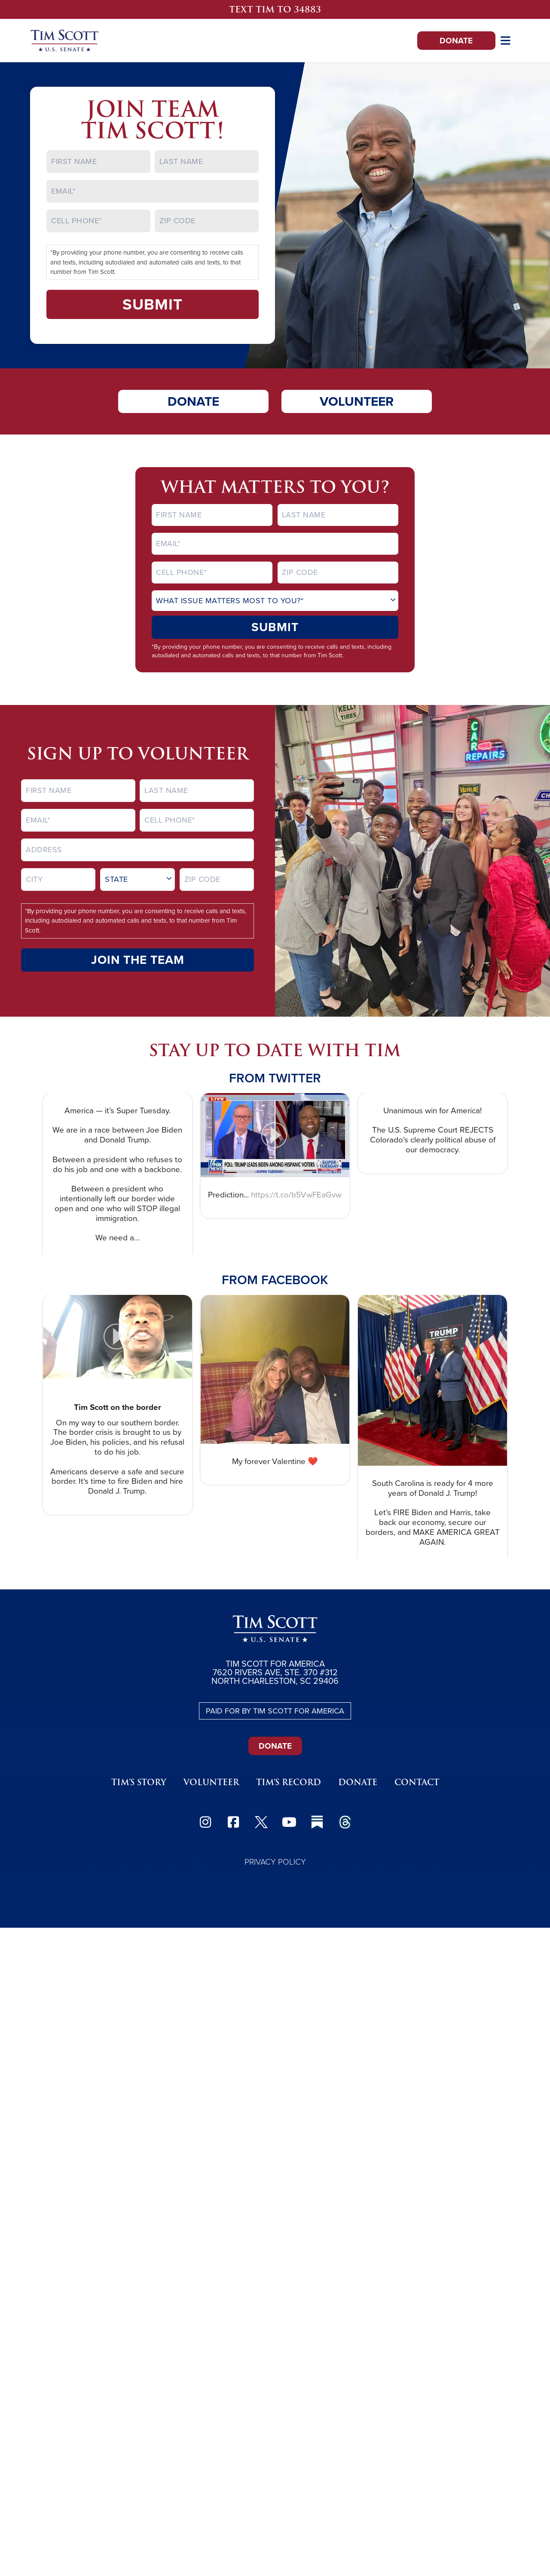 TEXT TIM TO 34883
TIM SCOTT
★ U.S. SENATE ★
DONATE
JOIN TEAM
TIM SCOTT!
FIRST NAME
LAST NAME
EMAIL*
CELL PHONE*
ZIP CODE
*By providing your phone number, you are consenting to receive calls
and texts, including autodialed and automated calls and texts, to that
number from Tim Scott.
SUBMIT
DONATE
VOLUNTEER
WHAT MATTERS TO YOU?
FIRST NAME
LAST NAME
EMAIL*
CELL PHONE*
ZIP CODE
WHAT ISSUE MATTERS MOST TO YOU?*
SUBMIT
*By providing your phone number, you are consenting to receive calls and texts, including
autodialed and automated calls and texts, to that number from Tim Scott.
KELLY
TIRES
CAR
REPAIRS
VALVOLINE
SIGN UP TO VOLUNTEER
FIRST NAME
LAST NAME
EMAIL*
CELL PHONE*
ADDRESS
CITY
STATE
ZIP CODE
*By providing your phone number, you are consenting to receive calls and texts,
including autodialed and automated calls and texts, to that number from Tim
Scott.
JOIN THE TEAM
STAY UP TO DATE WITH TIM
FROM TWITTER
America — it's Super Tuesday.
We are in a race between Joe Biden
and Donald Trump.
Between a president who refuses to
do his job and one with a backbone.
Between a president who
intentionally left our border wide
open and one who will STOP illegal
immigration.
We need a...
LIVE
FOX
NEWS
POLL: TRUMP LEADS BIDEN AMONG HISPANIC VOTERS
SUPER TUESDAY
SUPER
TUESDAY
Prediction... https://t.co/b5VwFEaGvw
Unanimous win for America!
The U.S. Supreme Court REJECTS
Colorado's clearly political abuse of
our democracy.
FROM FACEBOOK
Tim Scott on the border
On my way to our southern border.
The border crisis is brought to us by
Joe Biden, his policies, and his refusal
to do his job.
Americans deserve a safe and secure
border. It's time to fire Biden and hire
Donald J. Trump.
My forever Valentine ❤️
TRUMP
South Carolina is ready for 4 more
years of Donald J. Trump!
Let's FIRE Biden and Harris, take
back our economy, secure our
borders, and MAKE AMERICA GREAT
AGAIN.
TIM SCOTT
★ U.S. SENATE ★
TIM SCOTT FOR AMERICA
7620 RIVERS AVE, STE. 370 #312
NORTH CHARLESTON, SC 29406
PAID FOR BY TIM SCOTT FOR AMERICA
DONATE
TIM'S STORY
VOLUNTEER
TIM'S RECORD
DONATE
CONTACT
PRIVACY POLICY